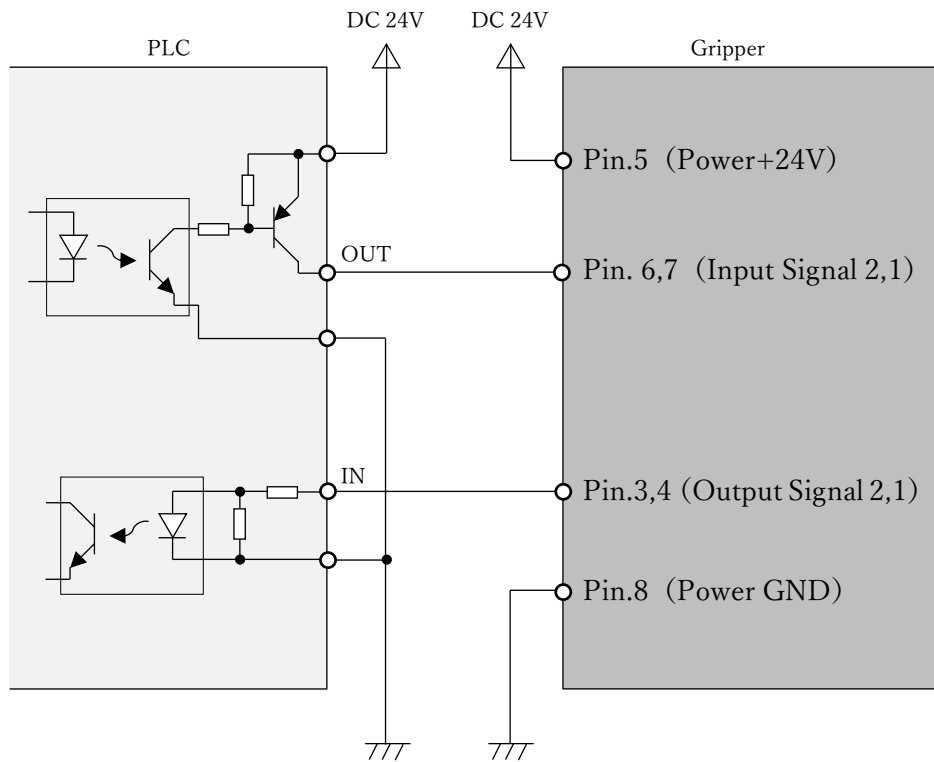 DC 24V
DC 24V
PLC
Gripper
Pin.5（Power+24V）
OUT
Pin. 6,7（Input Signal 2,1）
IN
Pin.3,4（Output Signal 2,1）
Pin.8（Power GND）